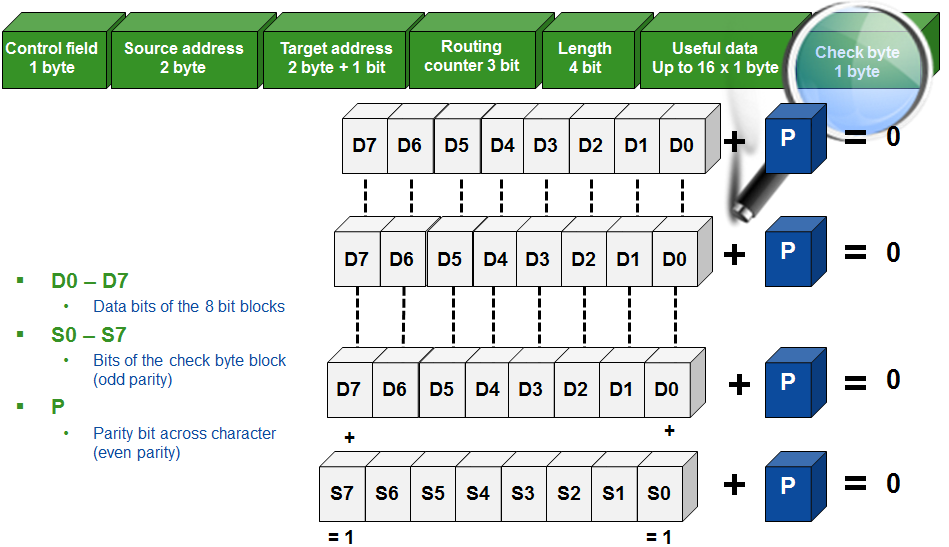 Control field
1 byte
Source address
2 byte
Target address
2 byte + 1 bit
Routing
counter 3 bit
Length
4 bit
Useful data
Up to 16 x 1 byte
Check byte
1 byte
D7 D6 D5 D4 D3 D2 D1 D0 + P = 0
D7 D6 D5 D4 D3 D2 D1 D0 + P = 0
▪ D0 – D7
• Data bits of the 8 bit blocks
▪ S0 – S7
• Bits of the check byte block
(odd parity)
▪ P
• Parity bit across character
(even parity)
D7 D6 D5 D4 D3 D2 D1 D0 + P = 0
+ +
S7 S6 S5 S4 S3 S2 S1 S0 + P = 0
= 1 = 1